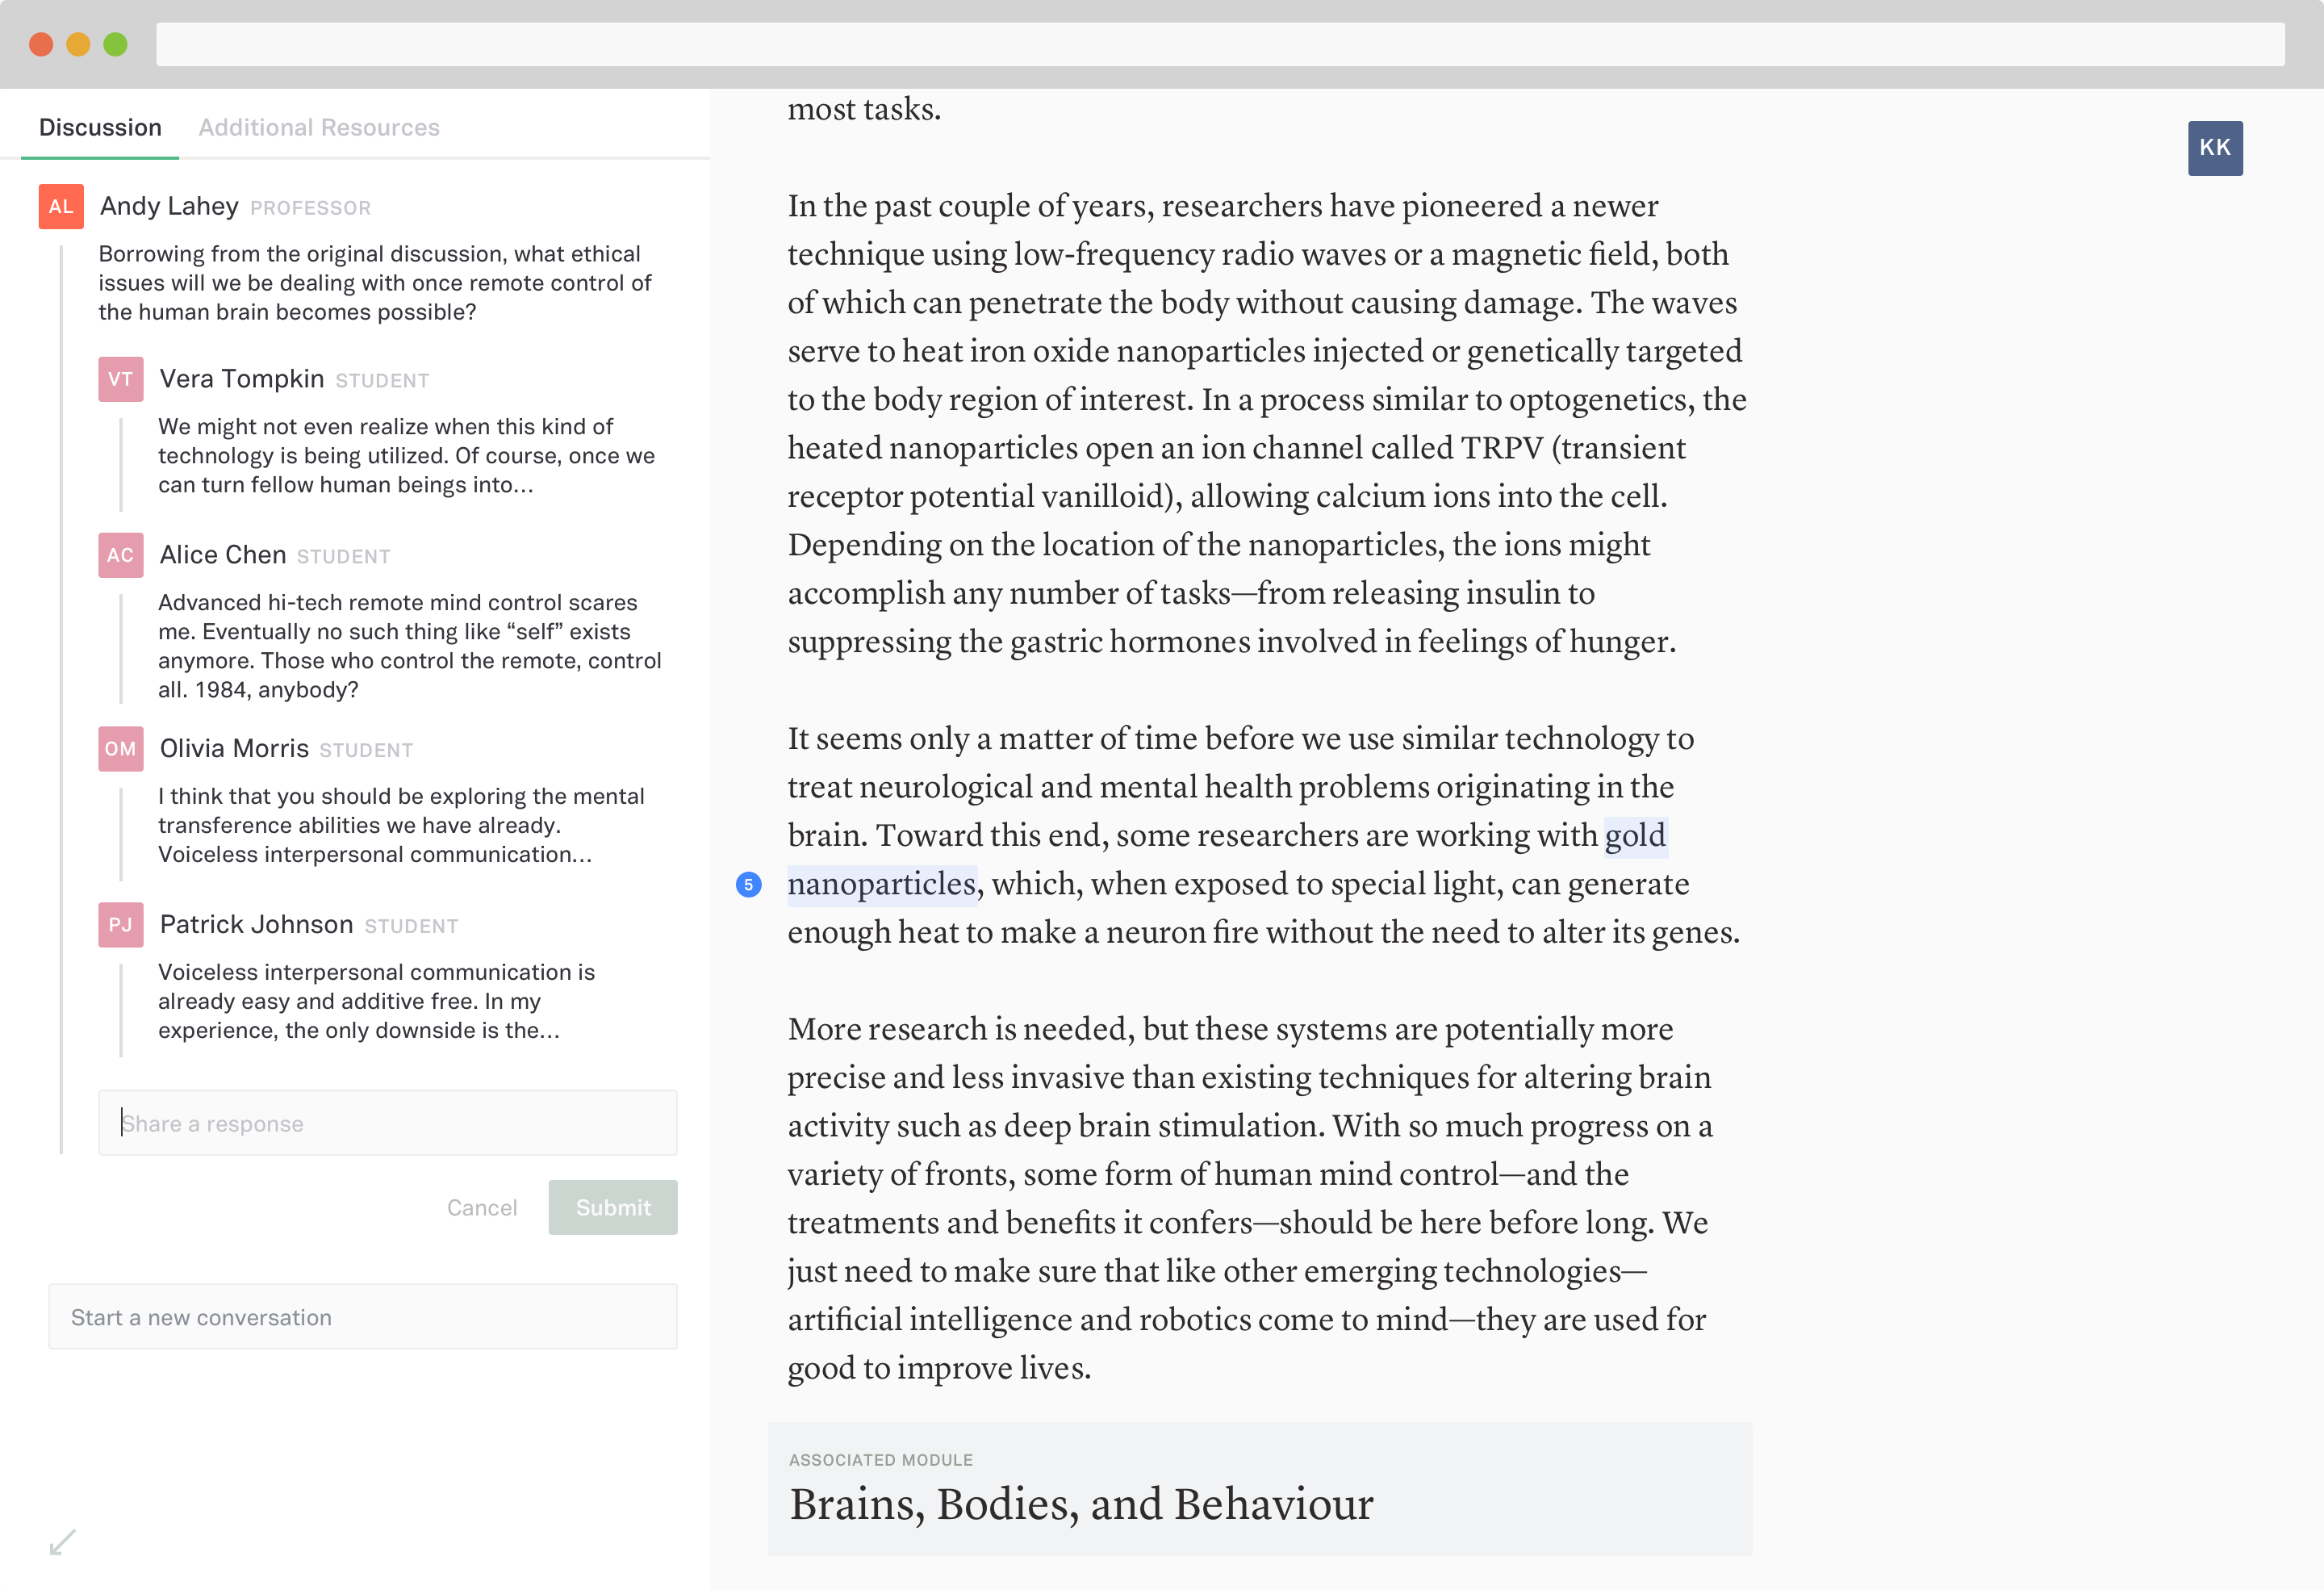 Discussion
Additional Resources
AL
Andy Lahey PROFESSOR
Borrowing from the original discussion, what ethical
issues will we be dealing with once remote control of
the human brain becomes possible?
VT
Vera Tompkin STUDENT
We might not even realize when this kind of
technology is being utilized. Of course, once we
can turn fellow human beings into...
AC
Alice Chen STUDENT
Advanced hi-tech remote mind control scares
me. Eventually no such thing like “self” exists
anymore. Those who control the remote, control
all. 1984, anybody?
OM
Olivia Morris STUDENT
I think that you should be exploring the mental
transference abilities we have already.
Voiceless interpersonal communication...
PJ
Patrick Johnson STUDENT
Voiceless interpersonal communication is
already easy and additive free. In my
experience, the only downside is the...
Share a response
Cancel
Submit
Start a new conversation
most tasks.
KK
In the past couple of years, researchers have pioneered a newer
technique using low-frequency radio waves or a magnetic field, both
of which can penetrate the body without causing damage. The waves
serve to heat iron oxide nanoparticles injected or genetically targeted
to the body region of interest. In a process similar to optogenetics, the
heated nanoparticles open an ion channel called TRPV (transient
receptor potential vanilloid), allowing calcium ions into the cell.
Depending on the location of the nanoparticles, the ions might
accomplish any number of tasks—from releasing insulin to
suppressing the gastric hormones involved in feelings of hunger.
It seems only a matter of time before we use similar technology to
treat neurological and mental health problems originating in the
brain. Toward this end, some researchers are working with gold
5
nanoparticles, which, when exposed to special light, can generate
enough heat to make a neuron fire without the need to alter its genes.
More research is needed, but these systems are potentially more
precise and less invasive than existing techniques for altering brain
activity such as deep brain stimulation. With so much progress on a
variety of fronts, some form of human mind control—and the
treatments and benefits it confers—should be here before long. We
just need to make sure that like other emerging technologies—
artificial intelligence and robotics come to mind—they are used for
good to improve lives.
ASSOCIATED MODULE
Brains, Bodies, and Behaviour